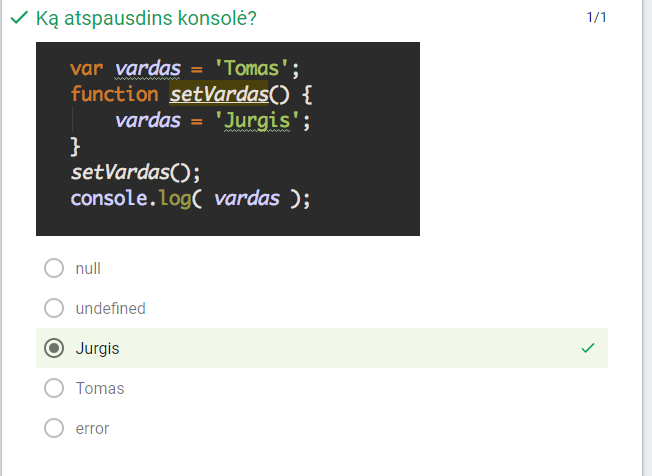 Ką atspausdins konsolė?
1/1
var vardas = 'Tomas';
function setVardas() {
    vardas = 'Jurgis';
}
setVardas();
console.log( vardas );
null
undefined
Jurgis
Tomas
error